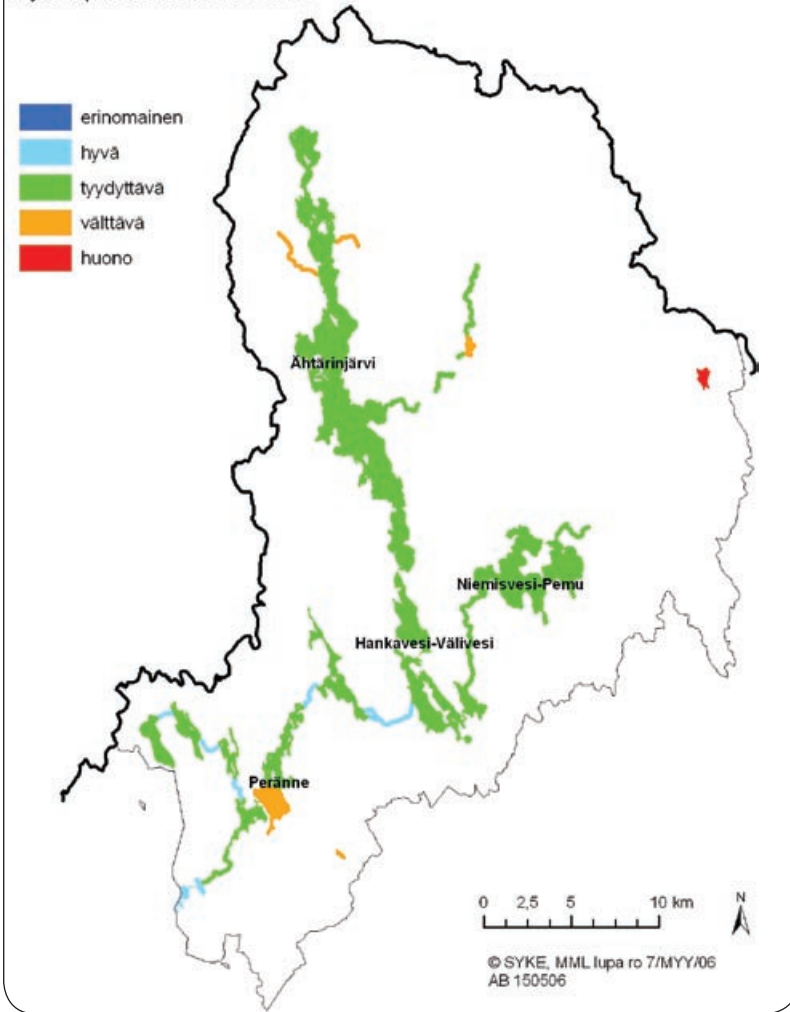 erinomainen
hyvä
tyydyttävä
välttävä
huono
Ähtärinjärvi
Niemisvesi-Pemu
Hankavesi-Välivesi
Peränne
0 2,5 5 10 km
N
© SYKE, MML lupa ro 7/MYY/06
AB 150506